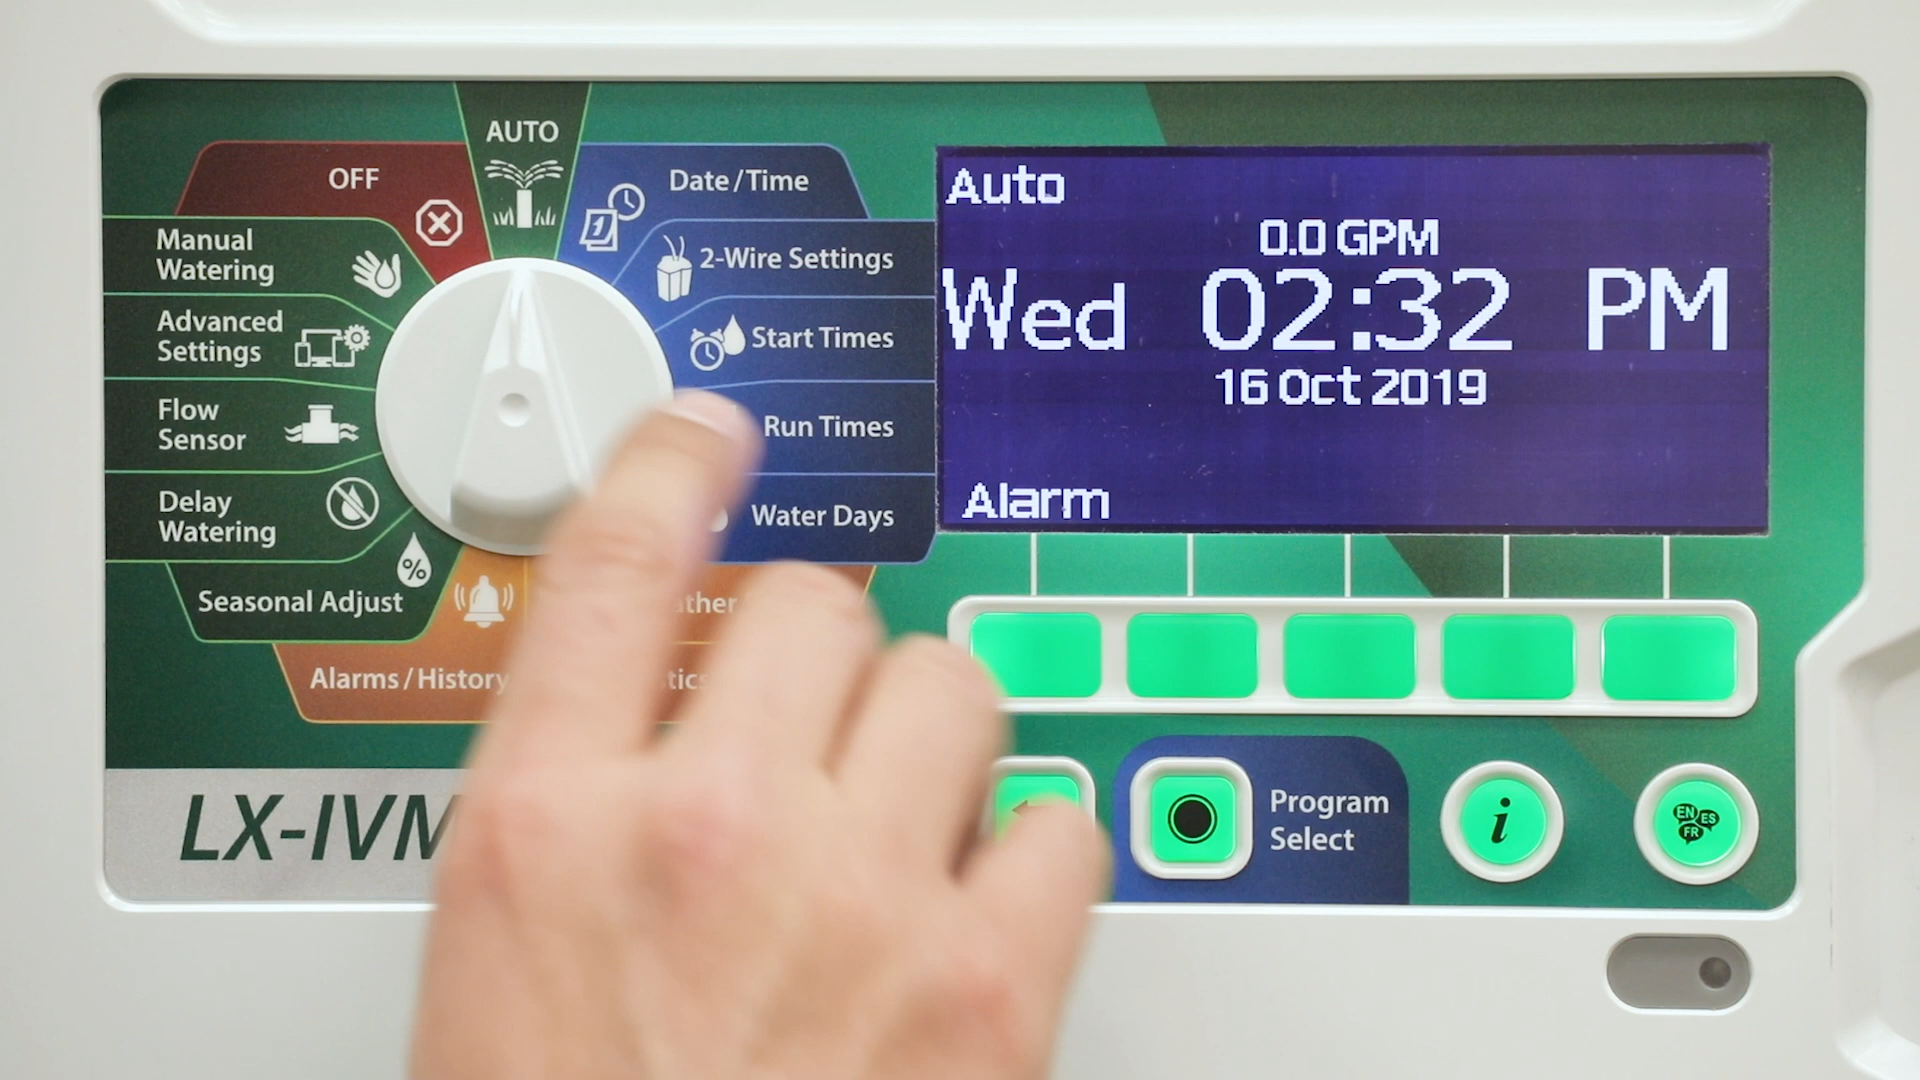 AUTO
OFF
Manual
Watering
Advanced
Settings
Flow
Sensor
Delay
Watering
%
Seasonal Adjust
Alarms/History
Date/Time
1
2-Wire Settings
Start Times
Run Times
Water Days
LX-IVM
Auto
0.0 GPM
Wed 02:32 PM
16 Oct 2019
Alarm
Program
Select
i
EN
ES
FR